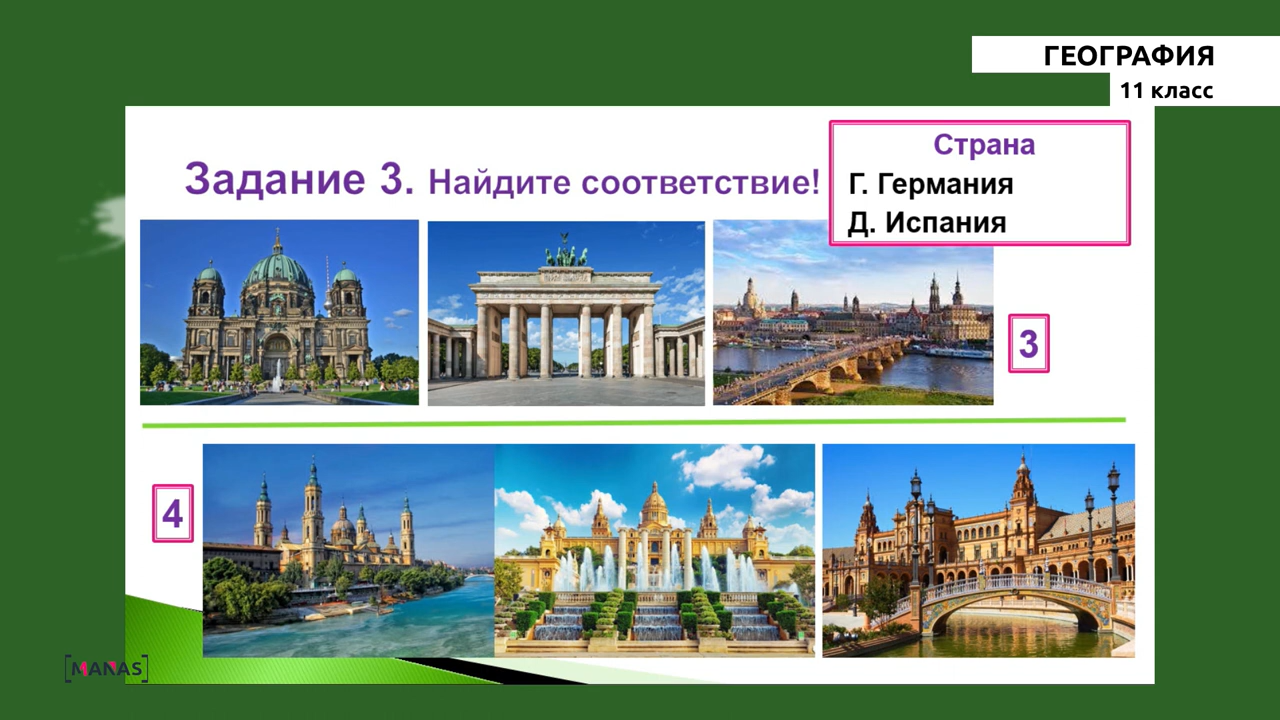 ГЕОГРАФИЯ
11 класс
Задание 3. Найдите соответствие!
Страна
Г. Германия
Д. Испания
3
4
[MANAS]